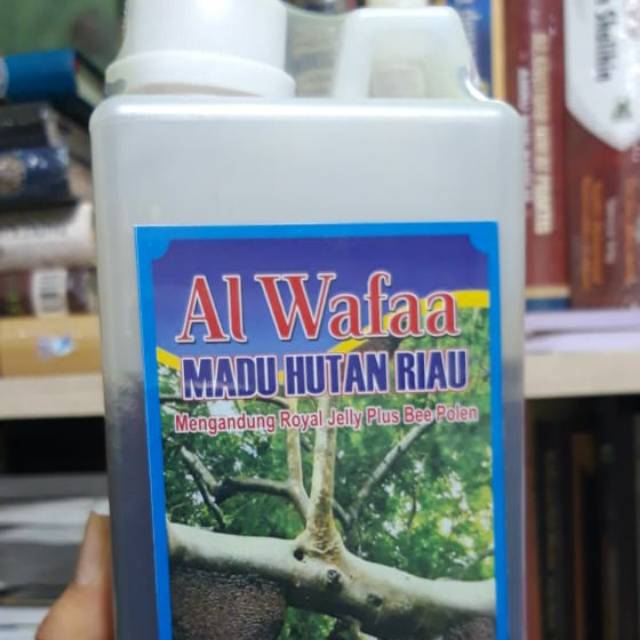 Al Wafaa
MADU HUTAN RIAU
Mengandung Royal Jelly Plus Bee Polen